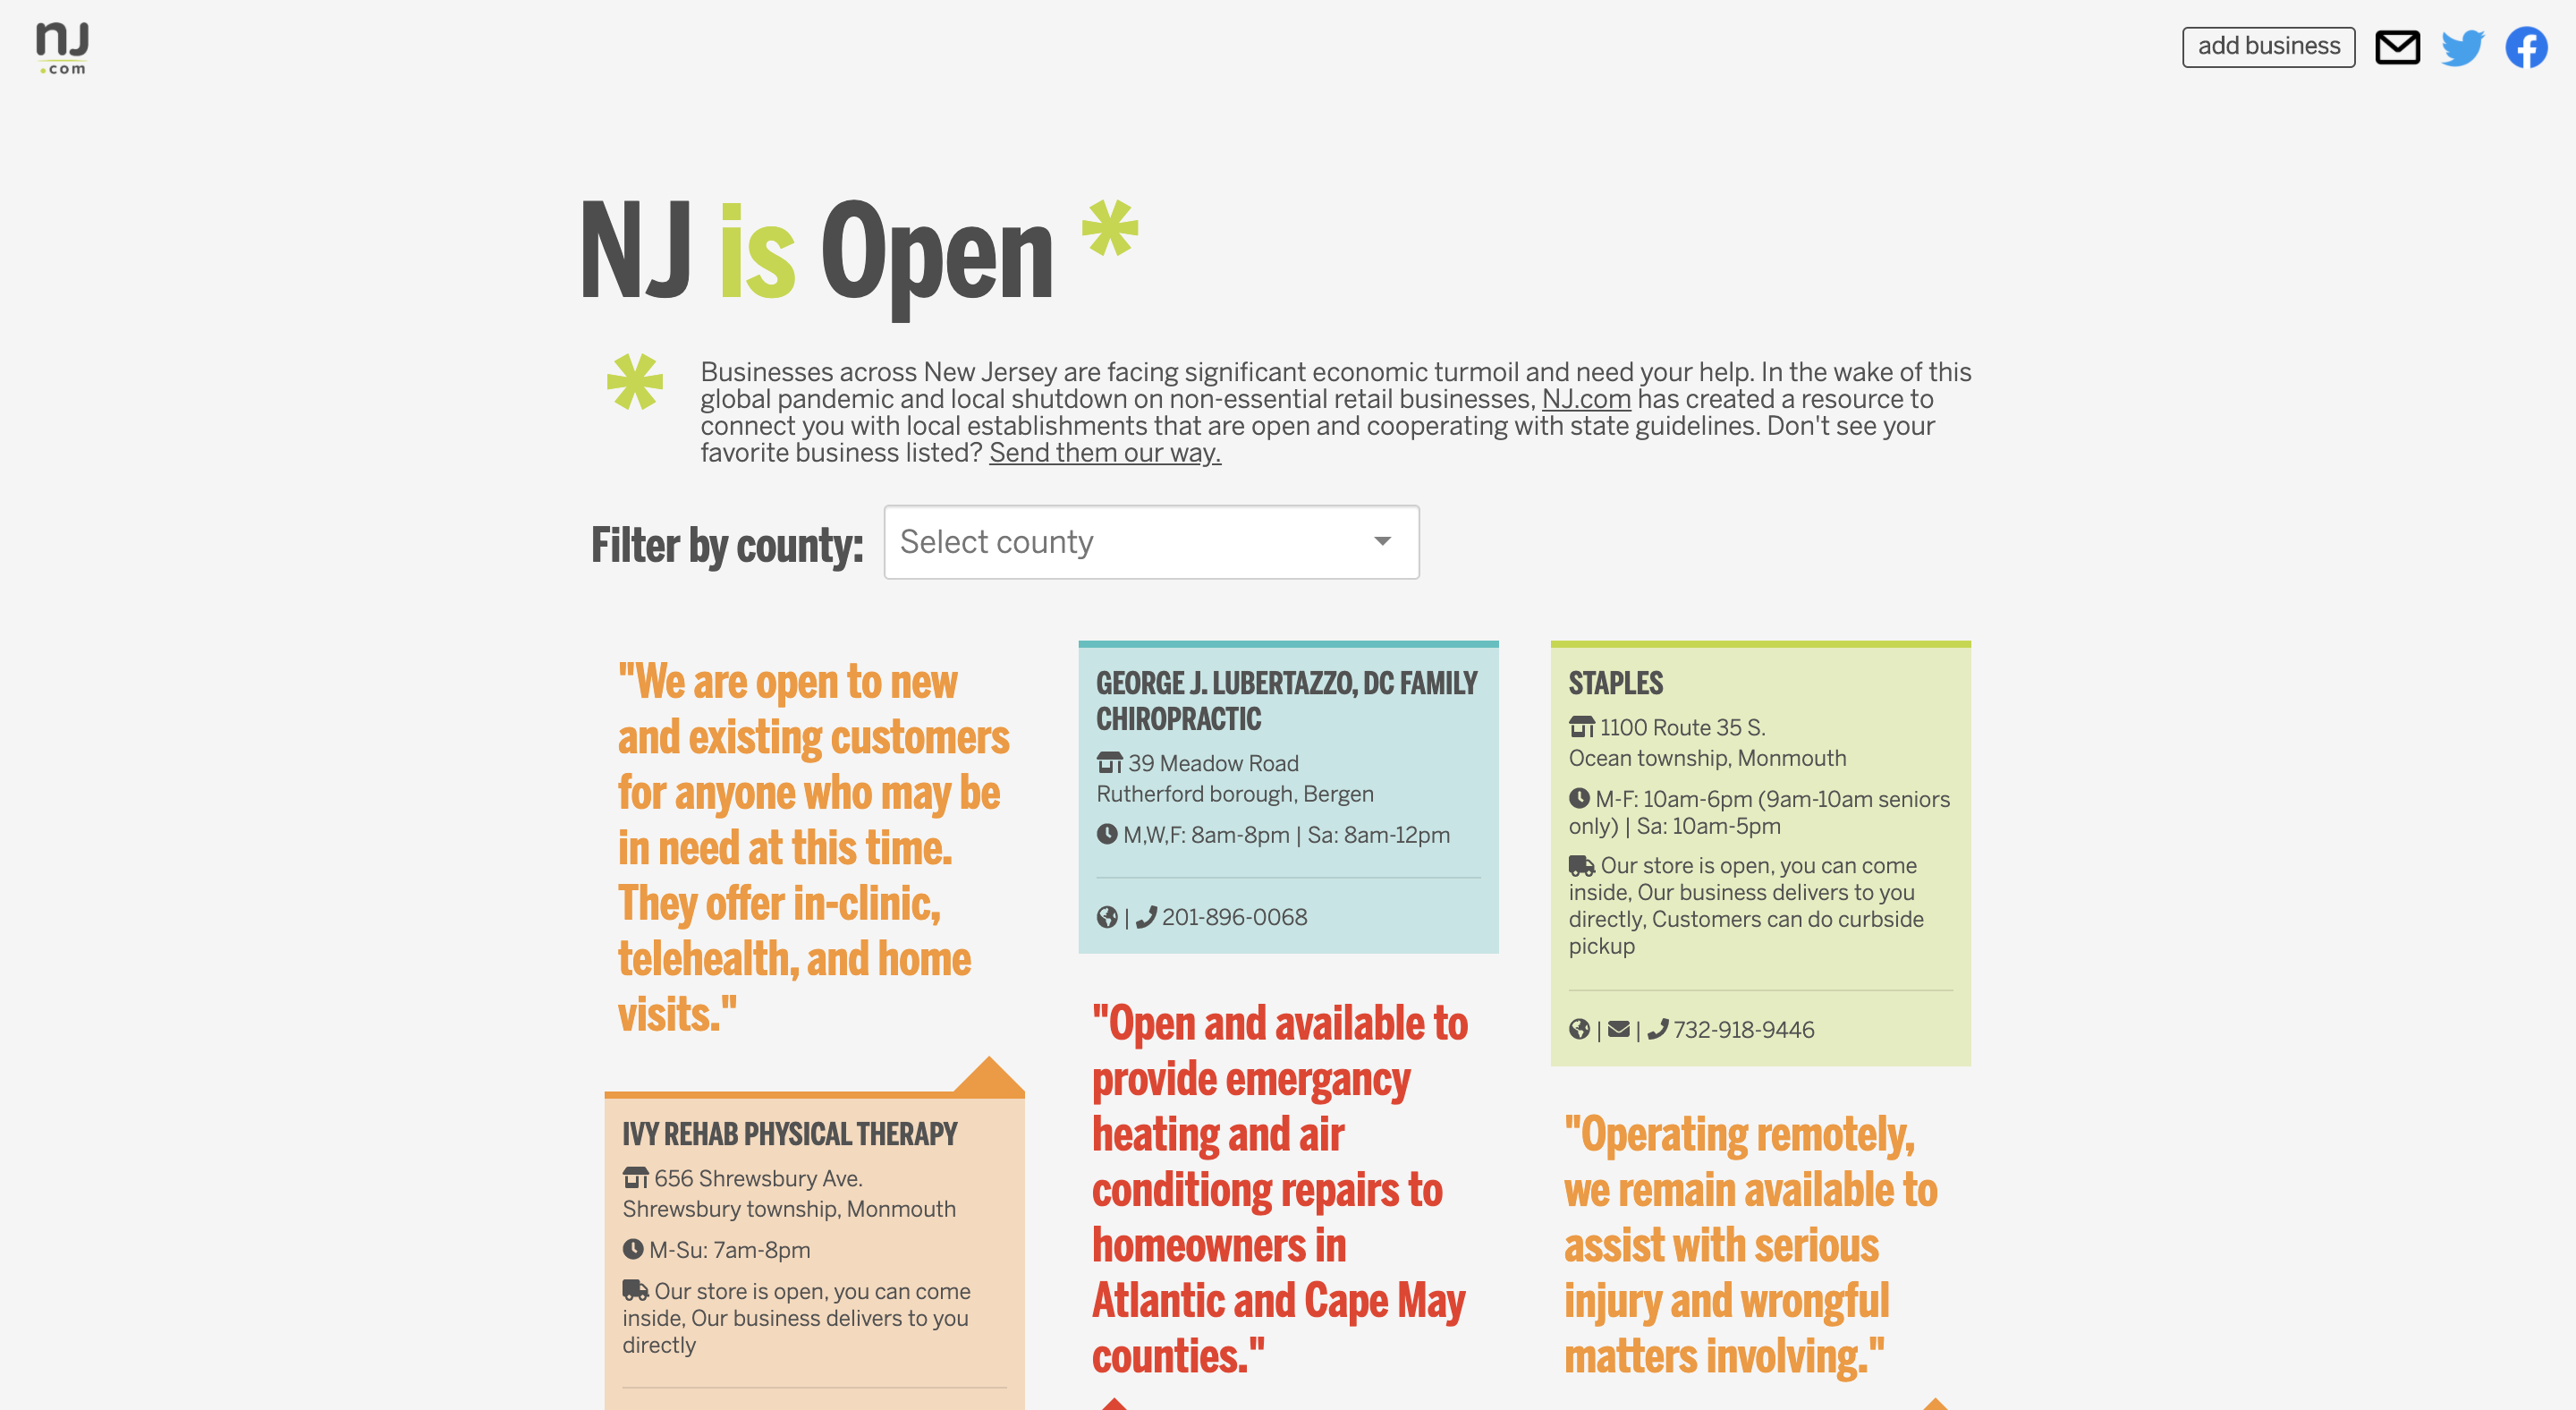 nj
.com
add business
NJ is Open *
* Businesses across New Jersey are facing significant economic turmoil and need your help. In the wake of this
global pandemic and local shutdown on non-essential retail businesses, NJ.com has created a resource to
connect you with local establishments that are open and cooperating with state guidelines. Don't see your
favorite business listed? Send them our way.
Filter by county:
Select county
"We are open to new
and existing customers
for anyone who may be
in need at this time.
They offer in-clinic,
telehealth, and home
visits."
IVY REHAB PHYSICAL THERAPY
656 Shrewsbury Ave.
Shrewsbury township, Monmouth
M-Su: 7am-8pm
Our store is open, you can come
inside, Our business delivers to you
directly
GEORGE J. LUBERTAZZO, DC FAMILY
CHIROPRACTIC
39 Meadow Road
Rutherford borough, Bergen
M,W,F: 8am-8pm | Sa: 8am-12pm
| 201-896-0068
"Open and available to
provide emergancy
heating and air
conditiong repairs to
homeowners in
Atlantic and Cape May
counties."
STAPLES
1100 Route 35 S.
Ocean township, Monmouth
M-F: 10am-6pm (9am-10am seniors
only) | Sa: 10am-5pm
Our store is open, you can come
inside, Our business delivers to you
directly, Customers can do curbside
pickup
| | 732-918-9446
"Operating remotely,
we remain available to
assist with serious
injury and wrongful
matters involving."